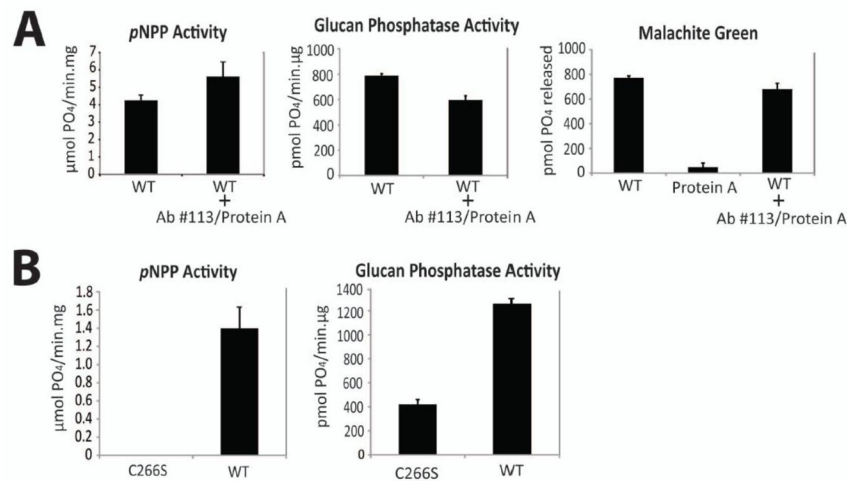 A
pNPP Activity
µmol PO4/min.mg
7
6
5
4
3
2
1
0
WT
WT
+
Ab #113/Protein A
Glucan Phosphatase Activity
pmol PO4/min.µg
1000
800
600
400
200
0
WT
WT
+
Ab #113/Protein A
Malachite Green
pmol PO4 released
1000
800
600
400
200
0
WT
Protein A
WT
+
Ab #113/Protein A
B
pNPP Activity
µmol PO4/min.mg
1.8
1.6
1.4
1.2
1.0
0.8
0.6
0.4
0.2
0
C266S
WT
Glucan Phosphatase Activity
pmol PO4/min.µg
1400
1200
1000
800
600
400
200
0
C266S
WT